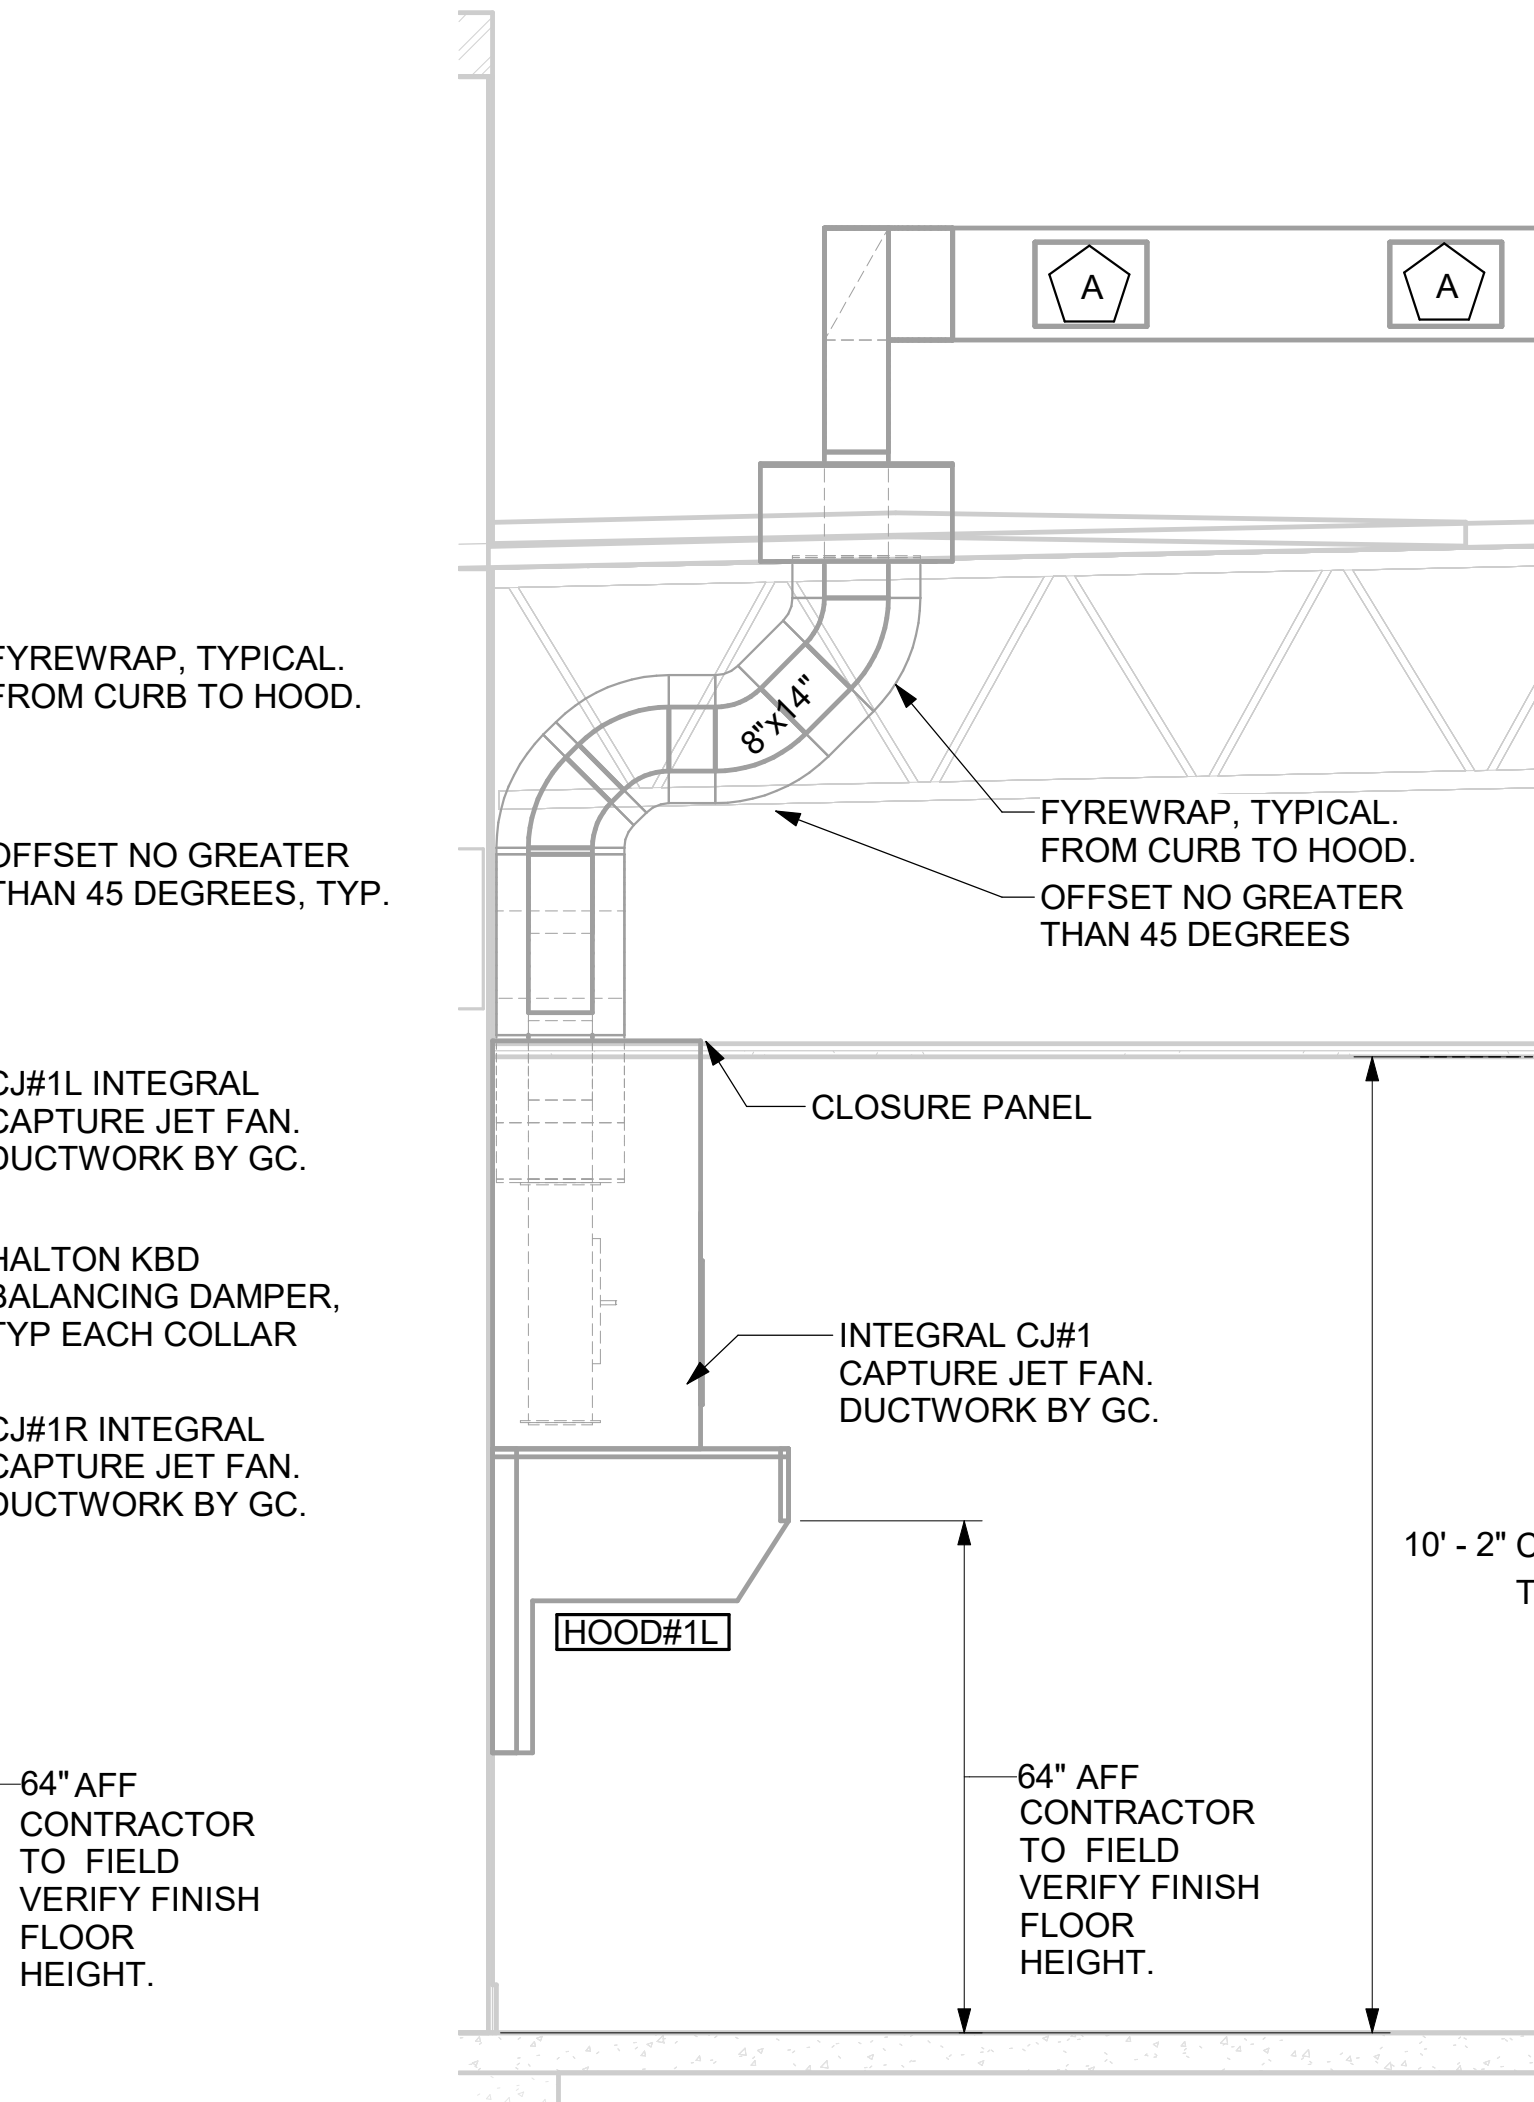 A
A
FYREWRAP, TYPICAL.
FROM CURB TO HOOD.
8"x14"
FYREWRAP, TYPICAL.
FROM CURB TO HOOD.
OFFSET NO GREATER
THAN 45 DEGREES, TYP.
OFFSET NO GREATER
THAN 45 DEGREES
CJ#1L INTEGRAL
CAPTURE JET FAN.
DUCTWORK BY GC.
CLOSURE PANEL
HALTON KBD
BALANCING DAMPER,
TYP EACH COLLAR
INTEGRAL CJ#1
CAPTURE JET FAN.
DUCTWORK BY GC.
CJ#1R INTEGRAL
CAPTURE JET FAN.
DUCTWORK BY GC.
10' - 2"
HOOD#1L
64" AFF
CONTRACTOR
TO FIELD
VERIFY FINISH
FLOOR
HEIGHT.
64" AFF
CONTRACTOR
TO FIELD
VERIFY FINISH
FLOOR
HEIGHT.